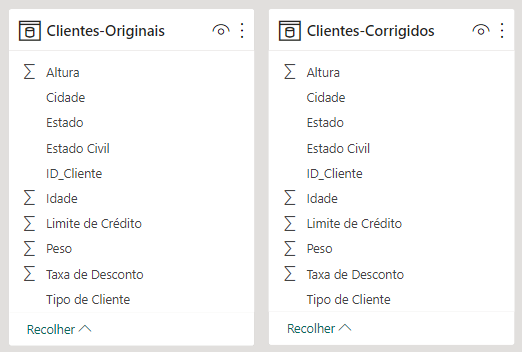 Clientes-Originais
Altura
Cidade
Estado
Estado Civil
ID_Cliente
Idade
Limite de Crédito
Peso
Taxa de Desconto
Tipo de Cliente
Recolher
Clientes-Corrigidos
Altura
Cidade
Estado
Estado Civil
ID_Cliente
Idade
Limite de Crédito
Peso
Taxa de Desconto
Tipo de Cliente
Recolher